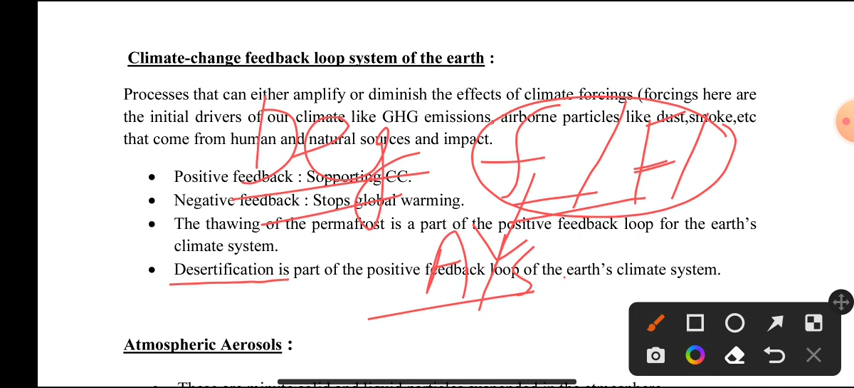 Climate-change feedback loop system of the earth :
Processes that can either amplify or diminish the effects of climate forcings (forcings here are
the initial drivers of our climate like GHG emissions, airborne particles like dust,smoke,etc
that come from human and natural sources and impact.
• Positive feedback : Sopporting CC.
• Negative feedback : Stops global warming.
• The thawing of the permafrost is a part of the positive feedback loop for the earth's
climate system.
• Desertification is part of the positive feedback loop of the earth's climate system.
Atmospheric Aerosols :